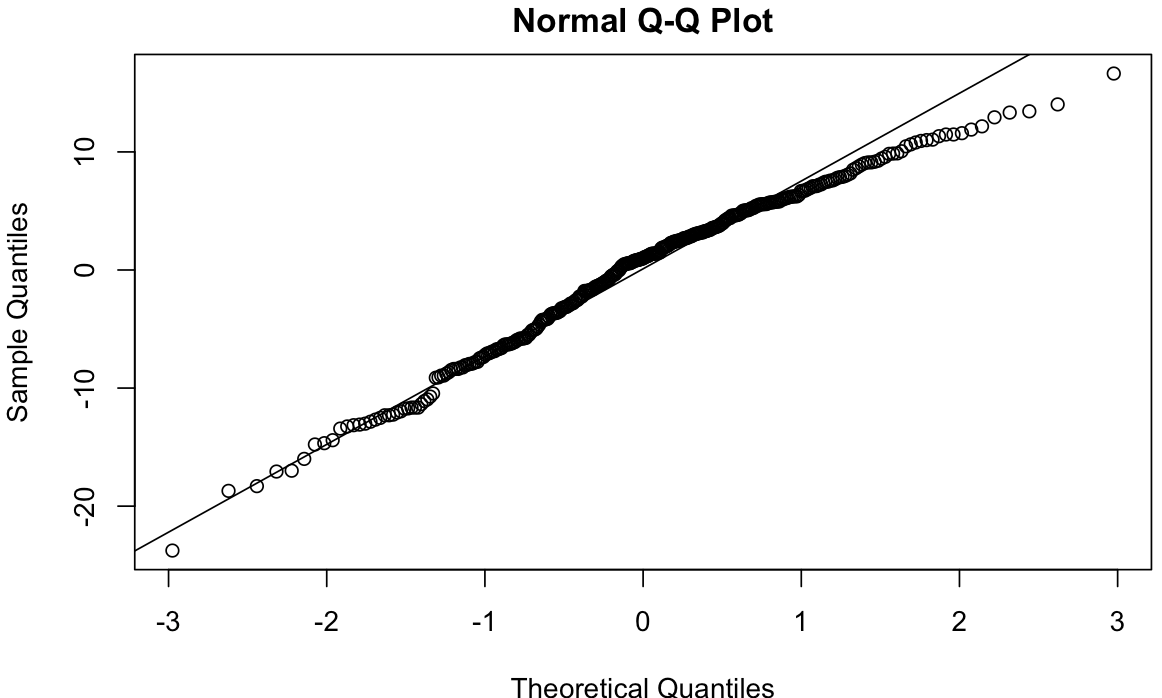 Normal Q-Q Plot
Sample Quantiles
10
0
-10
-20
-3 -2 -1 0 1 2 3
Theoretical Quantiles